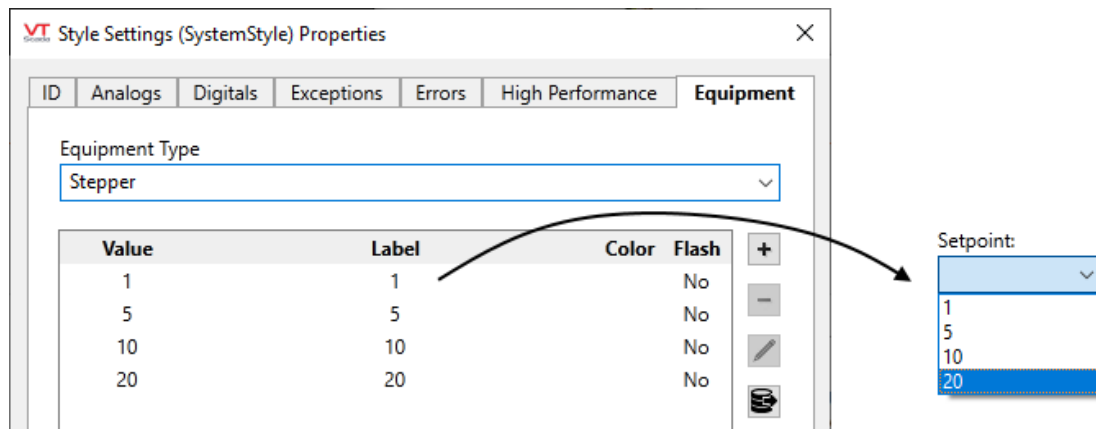 VT Scada Style Settings (SystemStyle) Properties
ID Analogs Digitals Exceptions Errors High Performance Equipment
Equipment Type
Stepper
Value Label Color Flash
1 1 No
5 5 No
10 10 No
20 20 No
Setpoint:
1
5
10
20